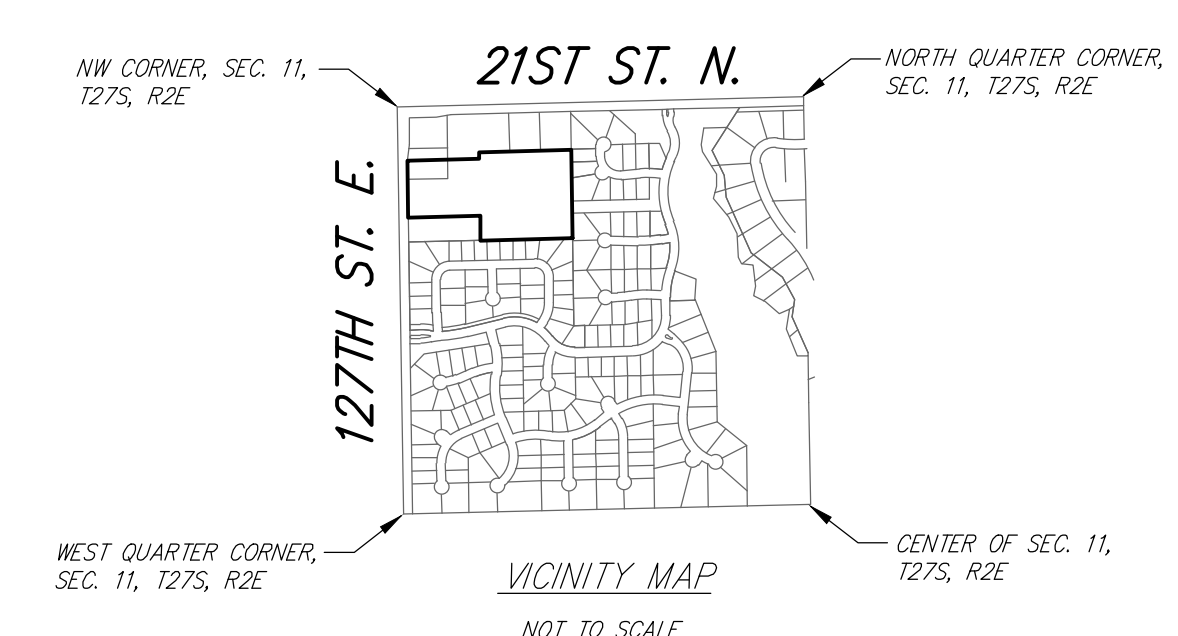 21ST ST. N.
NW CORNER, SEC. 11,
T27S, R2E
NORTH QUARTER CORNER,
SEC. 11, T27S, R2E
127TH ST. E.
WEST QUARTER CORNER,
SEC. 11, T27S, R2E
CENTER OF SEC. 11,
T27S, R2E
VICINITY MAP
NOT TO SCALE